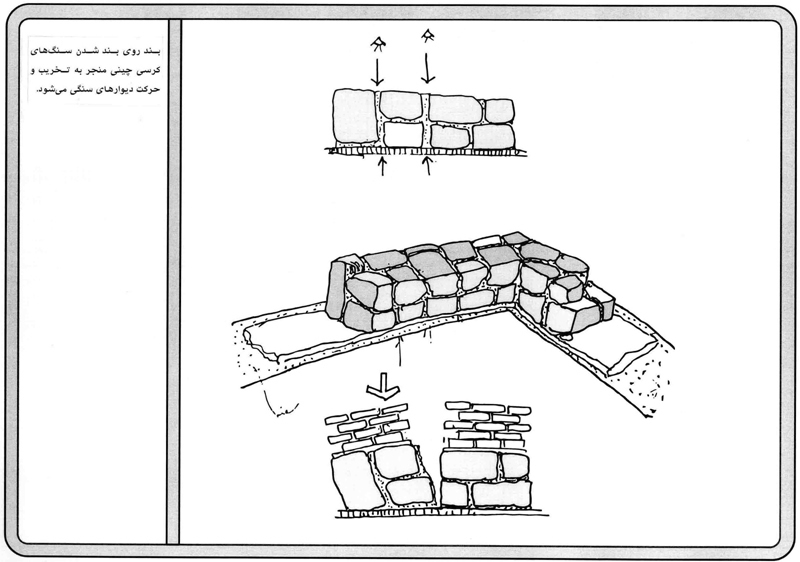 بند روی بند شدن سنگ‌های
کرسی چینی منجر به تخریب و
حرکت دیوارهای سنگی می‌شود.